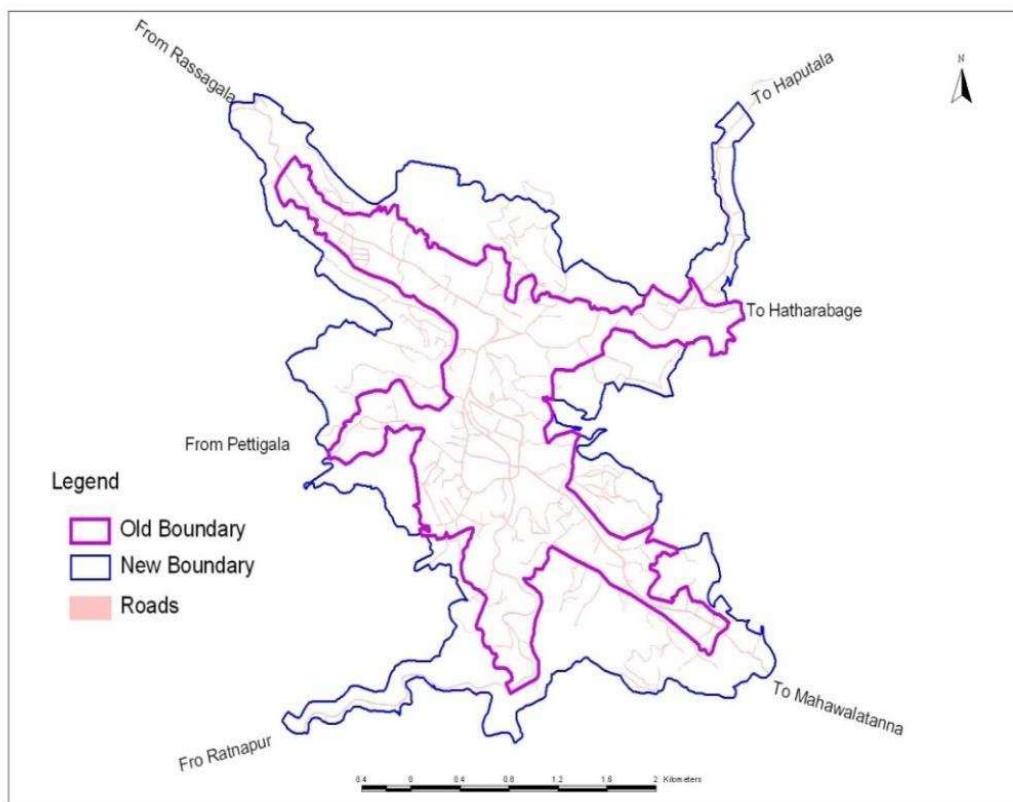 From Rassagala
To Haputala
N
To Hatharabage
From Pettigala
Legend
Old Boundary
New Boundary
Roads
To Mahawalatanna
Fro Ratnapur
0.4 0 0.4 0.8 1.2 1.6 2 Kilometers